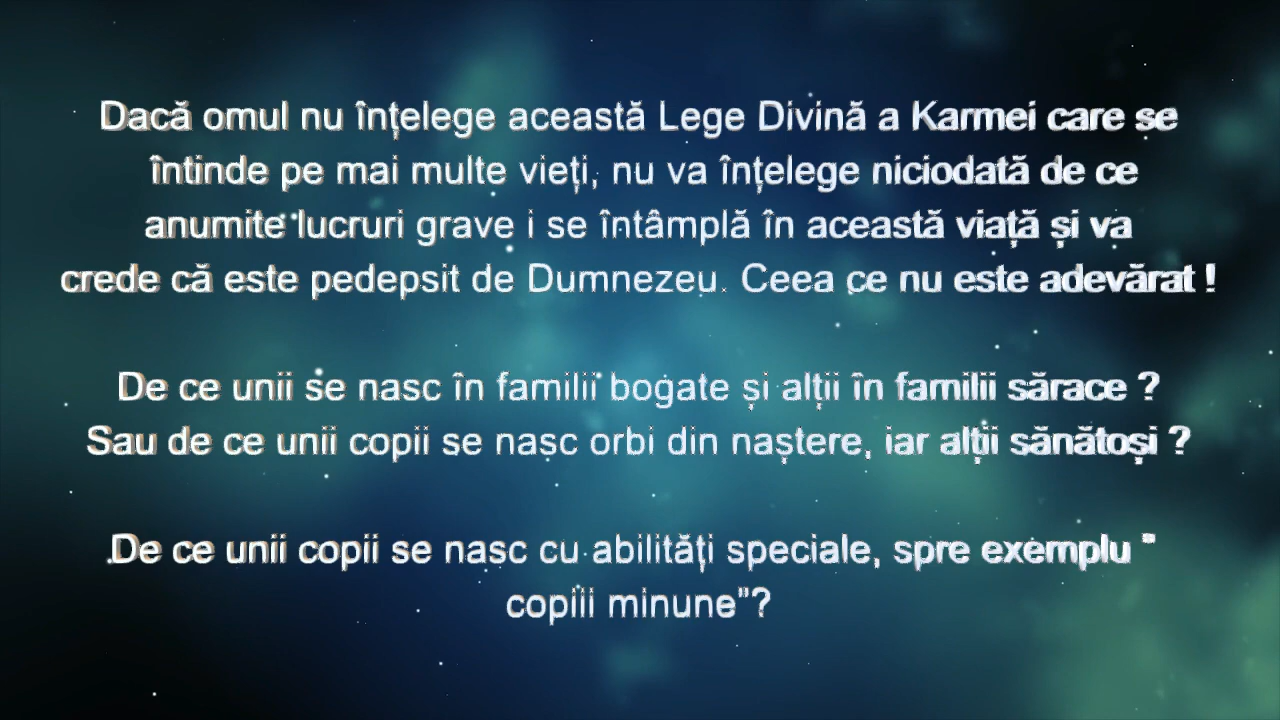 Dacă omul nu înțelege această Lege Divină a Karmei care se
întinde pe mai multe vieți, nu va înțelege niciodată de ce
anumite lucruri grave i se întâmplă în această viață și va
crede că este pedepsit de Dumnezeu. Ceea ce nu este adevărat !
De ce unii se nasc în familii bogate și alții în familii sărace ?
Sau de ce unii copii se nasc orbi din naștere, iar alții sănătoși ?
De ce unii copii se nasc cu abilități speciale, spre exemplu "
copiii minune”?